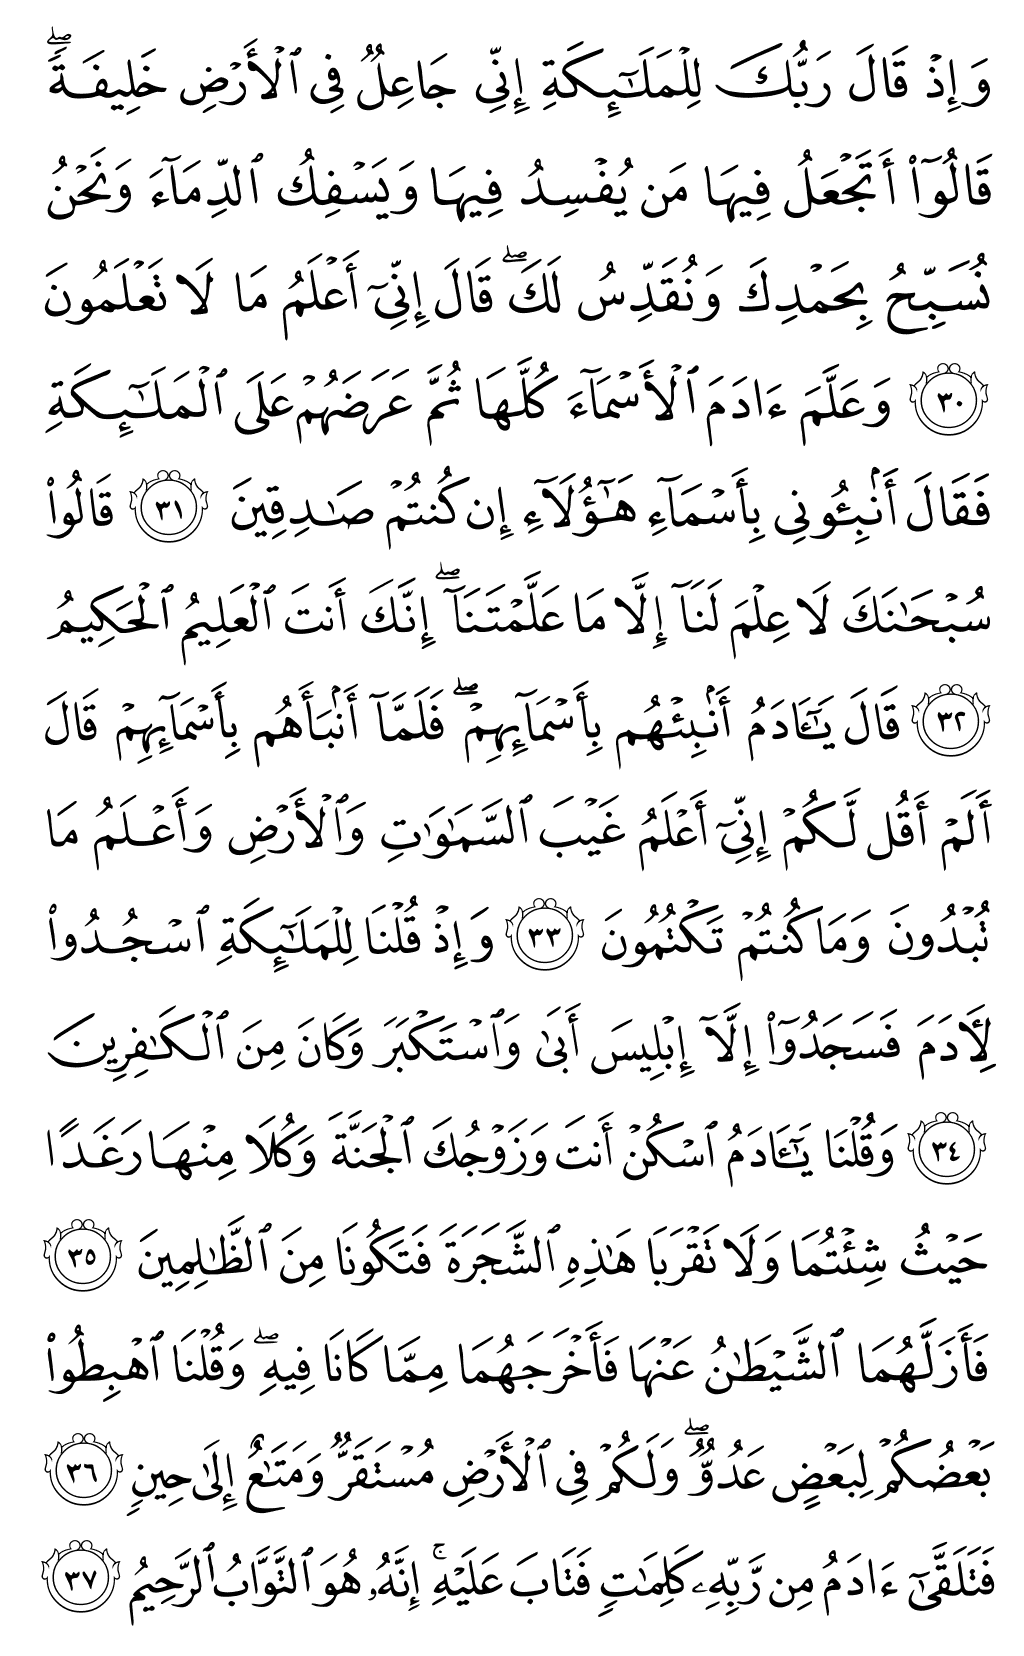 وَإِذۡ قَالَ رَبُّكَ لِلۡمَلَٰٓئِكَةِ إِنِّي جَاعِلٞ فِي ٱلۡأَرۡضِ خَلِيفَةٗۖ
قَالُوٓاْ أَتَجۡعَلُ فِيهَا مَن يُفۡسِدُ فِيهَا وَيَسۡفِكُ ٱلدِّمَآءَ وَنَحۡنُ
نُسَبِّحُ بِحَمۡدِكَ وَنُقَدِّسُ لَكَۖ قَالَ إِنِّيٓ أَعۡلَمُ مَا لَا تَعۡلَمُونَ
٣٠ وَعَلَّمَ ءَادَمَ ٱلۡأَسۡمَآءَ كُلَّهَا ثُمَّ عَرَضَهُمۡ عَلَى ٱلۡمَلَٰٓئِكَةِ
فَقَالَ أَنۢبِـُٔونِي بِأَسۡمَآءِ هَٰٓؤُلَآءِ إِن كُنتُمۡ صَٰدِقِينَ ٣١ قَالُواْ
سُبۡحَٰنَكَ لَا عِلۡمَ لَنَآ إِلَّا مَا عَلَّمۡتَنَآۖ إِنَّكَ أَنتَ ٱلۡعَلِيمُ ٱلۡحَكِيمُ
٣٢ قَالَ يَٰٓـَٔادَمُ أَنۢبِئۡهُم بِأَسۡمَآئِهِمۡۖ فَلَمَّآ أَنۢبَأَهُم بِأَسۡمَآئِهِمۡ قَالَ
أَلَمۡ أَقُل لَّكُمۡ إِنِّيٓ أَعۡلَمُ غَيۡبَ ٱلسَّمَٰوَٰتِ وَٱلۡأَرۡضِ وَأَعۡلَمُ مَا
تُبۡدُونَ وَمَا كُنتُمۡ تَكۡتُمُونَ ٣٣ وَإِذۡ قُلۡنَا لِلۡمَلَٰٓئِكَةِ ٱسۡجُدُواْ
لِأٓدَمَ فَسَجَدُوٓاْ إِلَّآ إِبۡلِيسَ أَبَىٰ وَٱسۡتَكۡبَرَ وَكَانَ مِنَ ٱلۡكَٰفِرِينَ
٣٤ وَقُلۡنَا يَٰٓـَٔادَمُ ٱسۡكُنۡ أَنتَ وَزَوۡجُكَ ٱلۡجَنَّةَ وَكُلَا مِنۡهَا رَغَدًا
حَيۡثُ شِئۡتُمَا وَلَا تَقۡرَبَا هَٰذِهِ ٱلشَّجَرَةَ فَتَكُونَا مِنَ ٱلظَّٰلِمِينَ ٣٥
فَأَزَلَّهُمَا ٱلشَّيۡطَٰنُ عَنۡهَا فَأَخۡرَجَهُمَا مِمَّا كَانَا فِيهِۖ وَقُلۡنَا ٱهۡبِطُواْ
بَعۡضُكُمۡ لِبَعۡضٍ عَدُوّٞۖ وَلَكُمۡ فِي ٱلۡأَرۡضِ مُسۡتَقَرّٞ وَمَتَٰعٌ إِلَىٰ حِينٖ ٣٦
فَتَلَقَّىٰٓ ءَادَمُ مِن رَّبِّهِۦ كَلِمَٰتٖ فَتَابَ عَلَيۡهِۚ إِنَّهُۥ هُوَ ٱلتَّوَّابُ ٱلرَّحِيمُ ٣٧